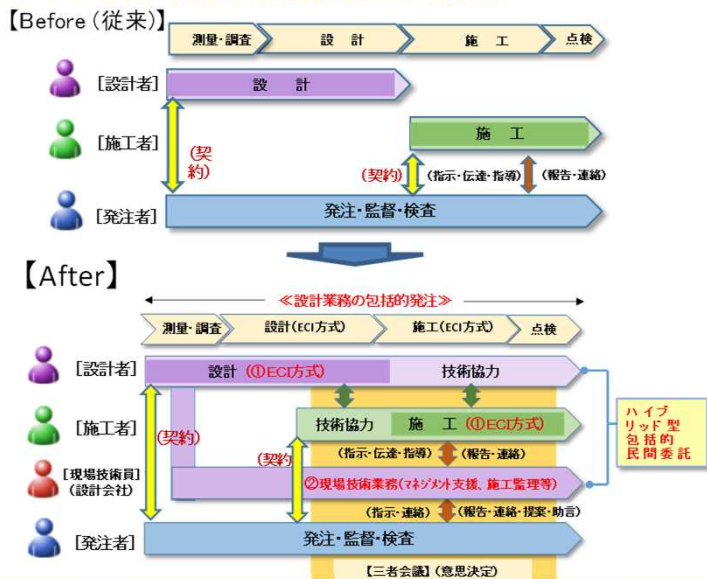 【Before (従来)】
測量・調査
設 計
施 工
点検
[設計者]
設 計
[施工者]
施 工
(契
約)
(契約)
(指示・伝達・指導)
(報告・連絡)
[発注者]
発注・監督・検査
【After】
≪設計業務の包括的発注≫
測量・調査
設計(ECI方式)
施工(ECI方式)
点検
[設計者]
設計 (①ECI方式)
技術協力
[施工者]
(契約)
技術協力
施 工 (①ECI方式)
ハイブ
リッド型
包括的
民間委託
(契約)
(指示・伝達・指導)
(報告・連絡)
[現場技術員]
(設計会社)
②現場技術業務(マネジメント支援、施工監理等)
(指示・連絡)
(報告・連絡・提案・助言)
[発注者]
発注・監督・検査
【三者会議】(意思決定)